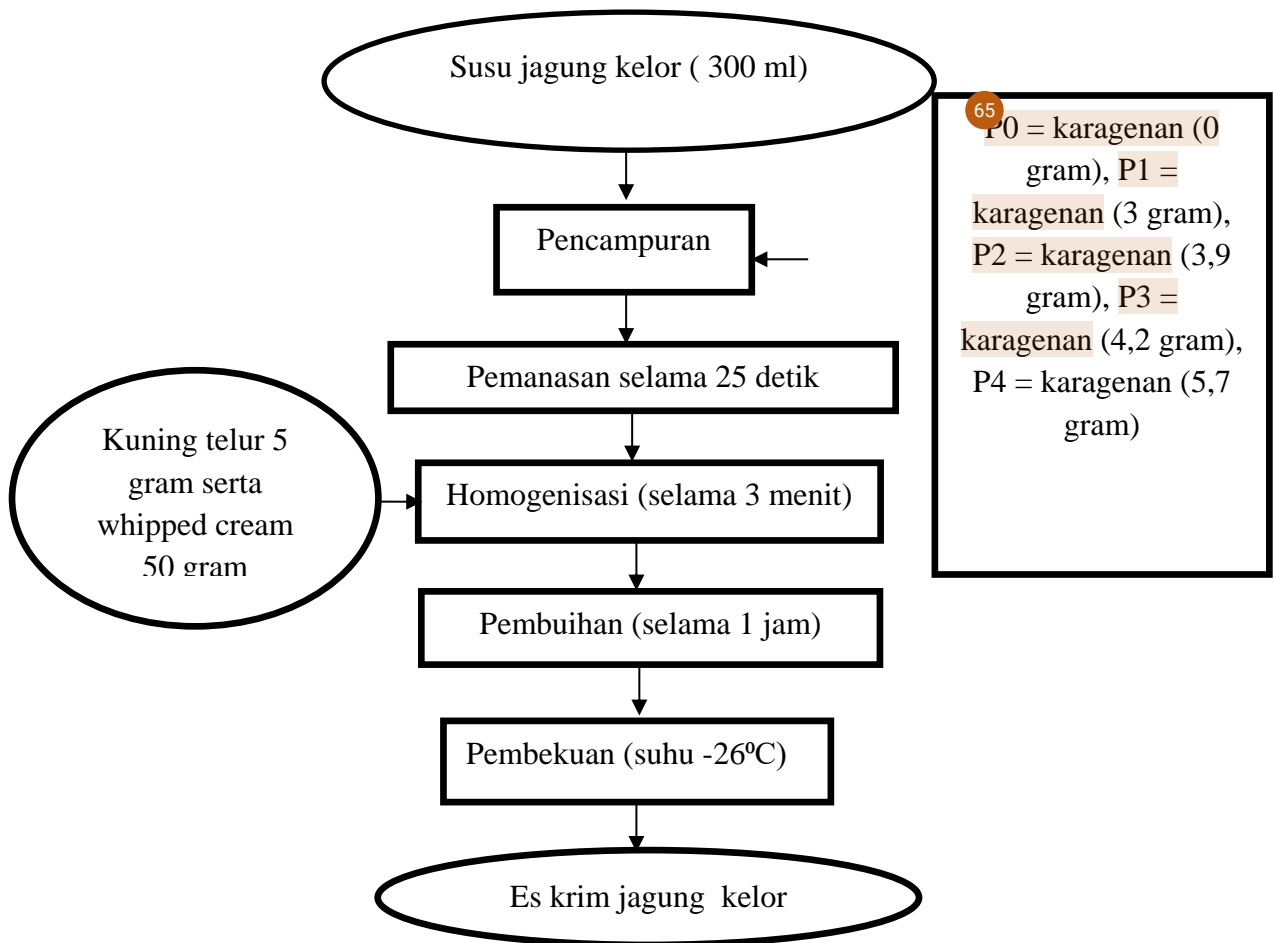 Susu jagung kelor ( 300 ml)
65
P0 = karagenan (0
gram), P1 =
karagenan (3 gram),
P2 = karagenan (3,9
gram), P3 =
karagenan (4,2 gram),
P4 = karagenan (5,7
gram)
Pencampuran
Pemanasan selama 25 detik
Kuning telur 5
gram serta
whipped cream
50 gram
Homogenisasi (selama 3 menit)
Pembuihan (selama 1 jam)
Pembekuan (suhu -26⁰C)
Es krim jagung  kelor